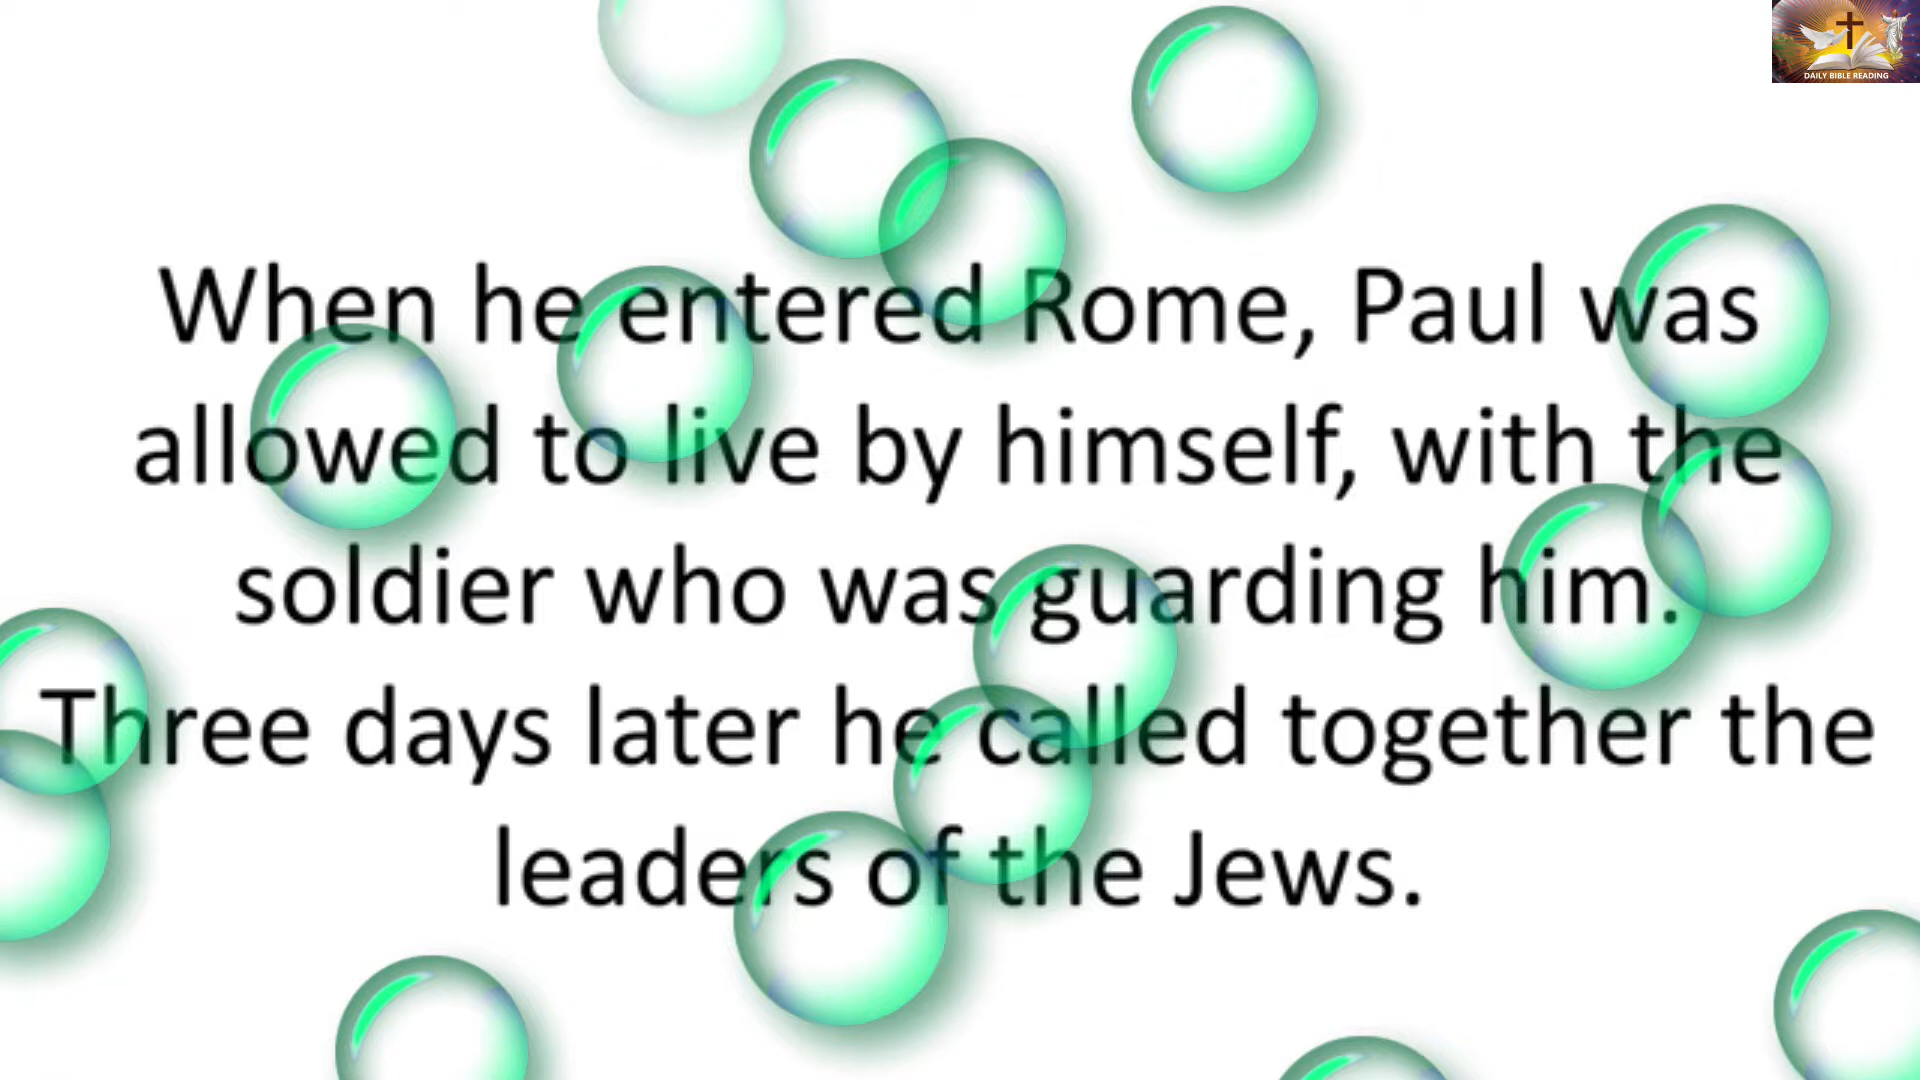 DAILY BIBLE READING
When he entered Rome, Paul was
allowed to live by himself, with the
soldier who was guarding him.
Three days later he called together the
leaders of the Jews.